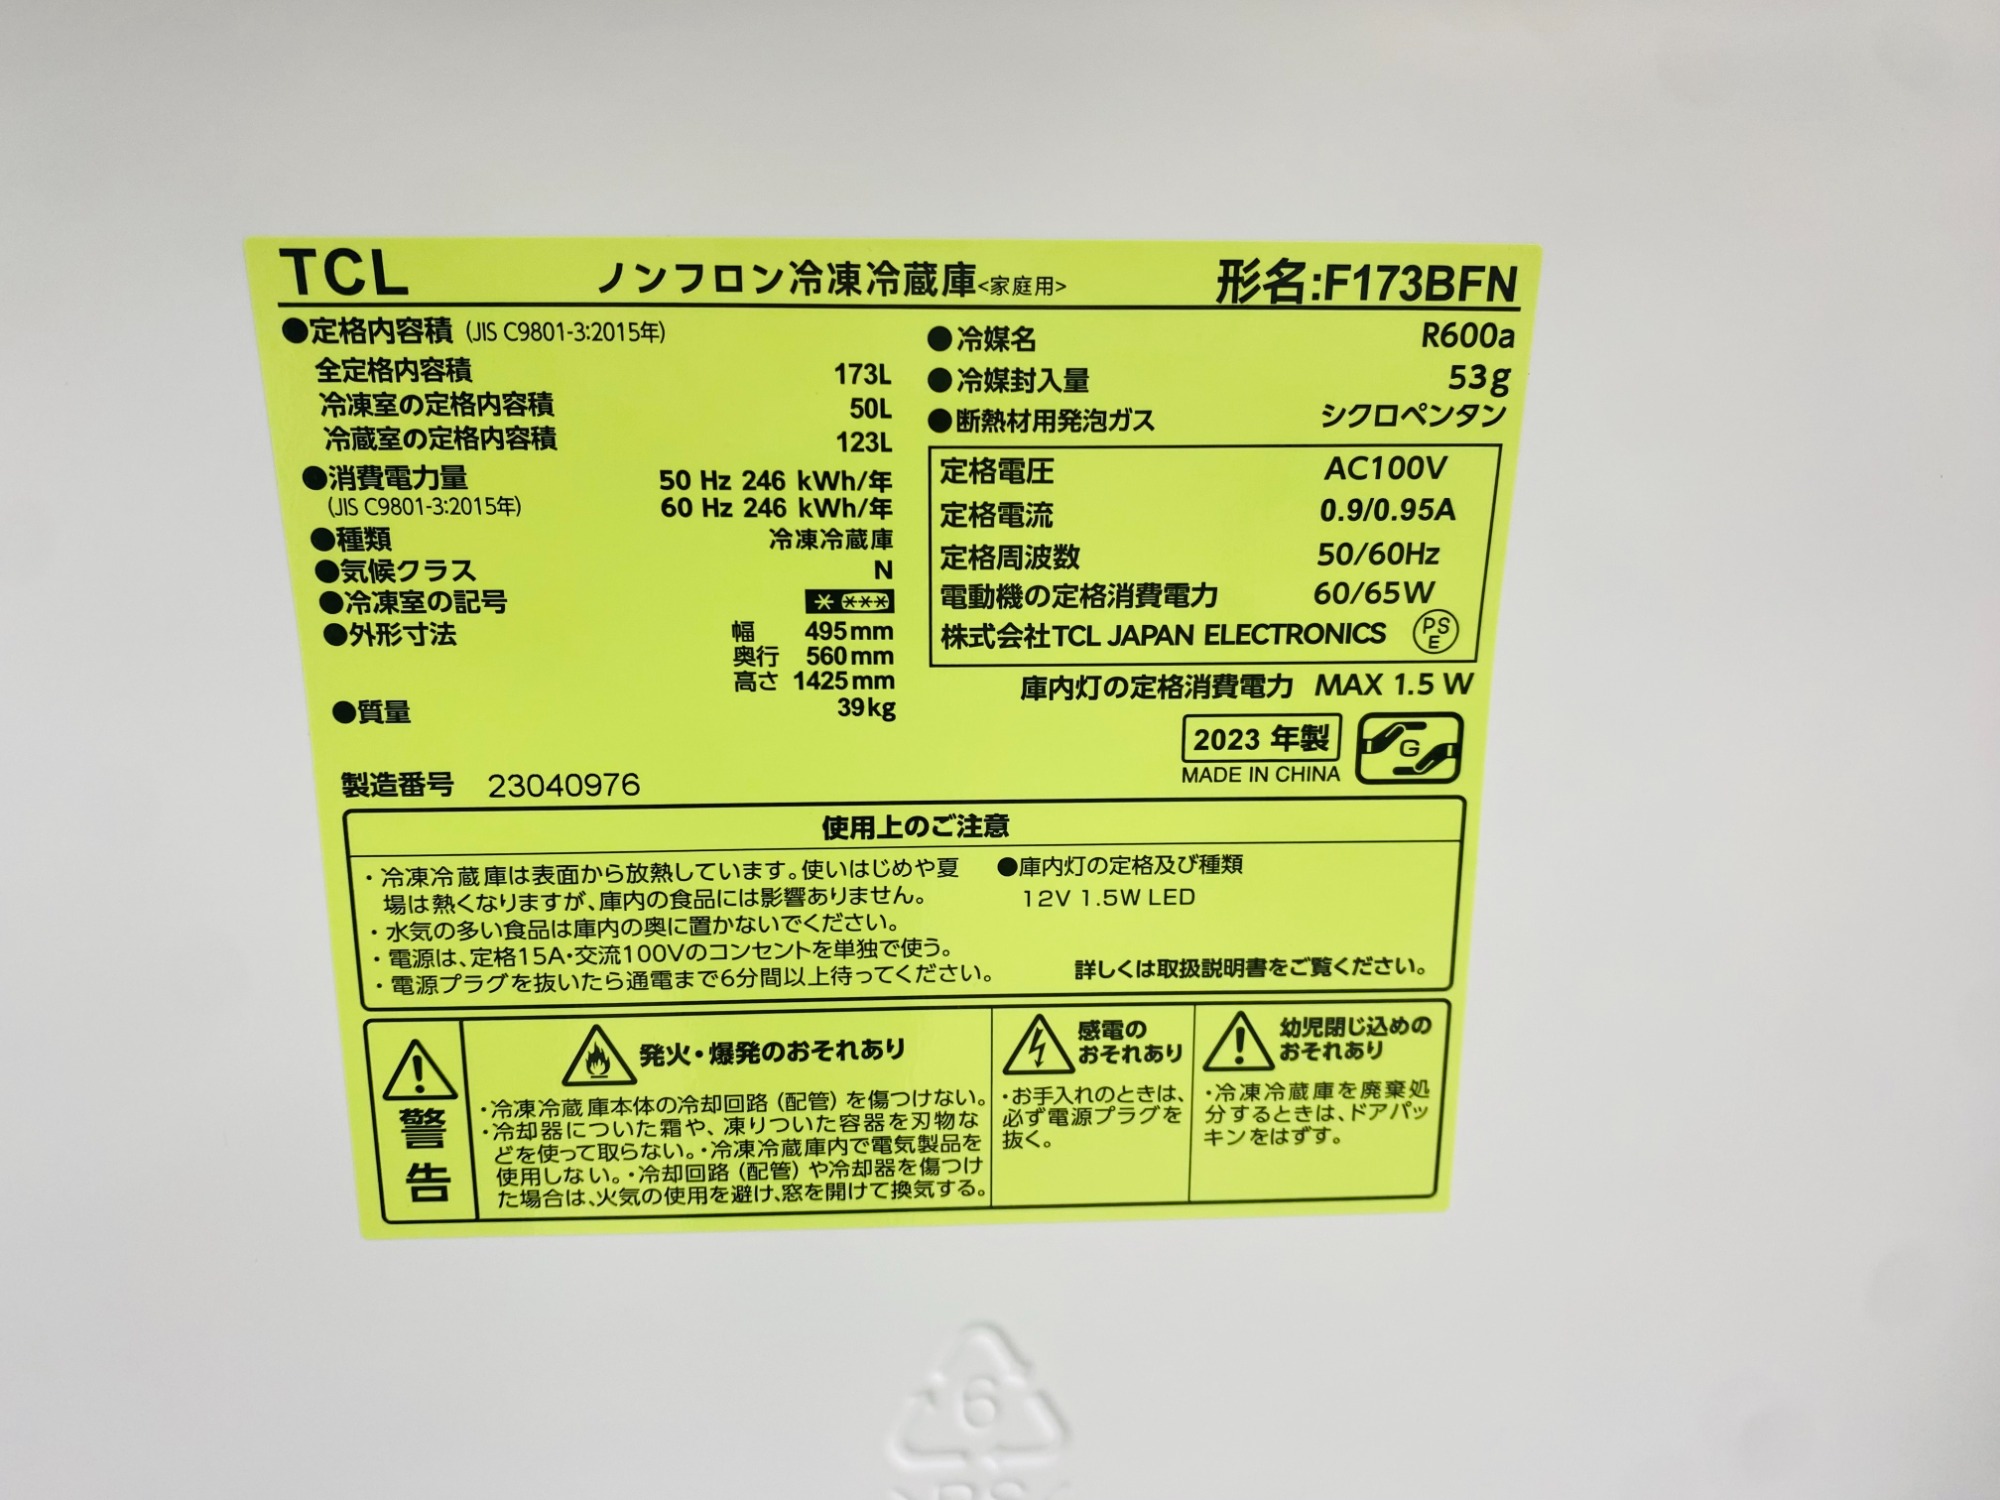 TCL ノンフロン冷凍冷蔵庫<家庭用> 形名:F173BFN
●定格内容積 (JIS C9801-3:2015年)
全定格内容積 173L
冷凍室の定格内容積 50L
冷蔵室の定格内容積 123L
●消費電力量 50 Hz 246 kWh/年
(JIS C9801-3:2015年) 60 Hz 246 kWh/年
●種類 冷凍冷蔵庫
●気候クラス N
●冷凍室の記号 * ***
●外形寸法 幅 495mm
奥行 560mm
高さ 1425mm
●質量 39kg
製造番号 23040976
●冷媒名 R600a
●冷媒封入量 53g
●断熱材用発泡ガス シクロペンタン
定格電圧 AC100V
定格電流 0.9/0.95A
定格周波数 50/60Hz
電動機の定格消費電力 60/65W
株式会社TCL JAPAN ELECTRONICS PSE
庫内灯の定格消費電力 MAX 1.5 W
2023 年製
MADE IN CHINA
G
使用上のご注意
・冷凍冷蔵庫は表面から放熱しています。使いはじめや夏
場は熱くなりますが、庫内の食品には影響ありません。
・水気の多い食品は庫内の奥に置かないでください。
・電源は、定格15A・交流100Vのコンセントを単独で使う。
・電源プラグを抜いたら通電まで6分間以上待ってください。
●庫内灯の定格及び種類
12V 1.5W LED
詳しくは取扱説明書をご覧ください。
警告
発火・爆発のおそれあり
・冷凍冷蔵庫本体の冷却回路(配管)を傷つけない。
・冷却器についた霜や、凍りついた容器を刃物な
どを使って取らない。・冷凍冷蔵庫内で電気製品を
使用しない。・冷却回路(配管)や冷却器を傷つけ
た場合は、火気の使用を避け、窓を開けて換気する。
感電の
おそれあり
・お手入れのときは、
必ず電源プラグを
抜く。
幼児閉じ込めの
おそれあり
・冷凍冷蔵庫を廃棄処
分するときは、ドアパッ
キンをはずす。
6
>PS<